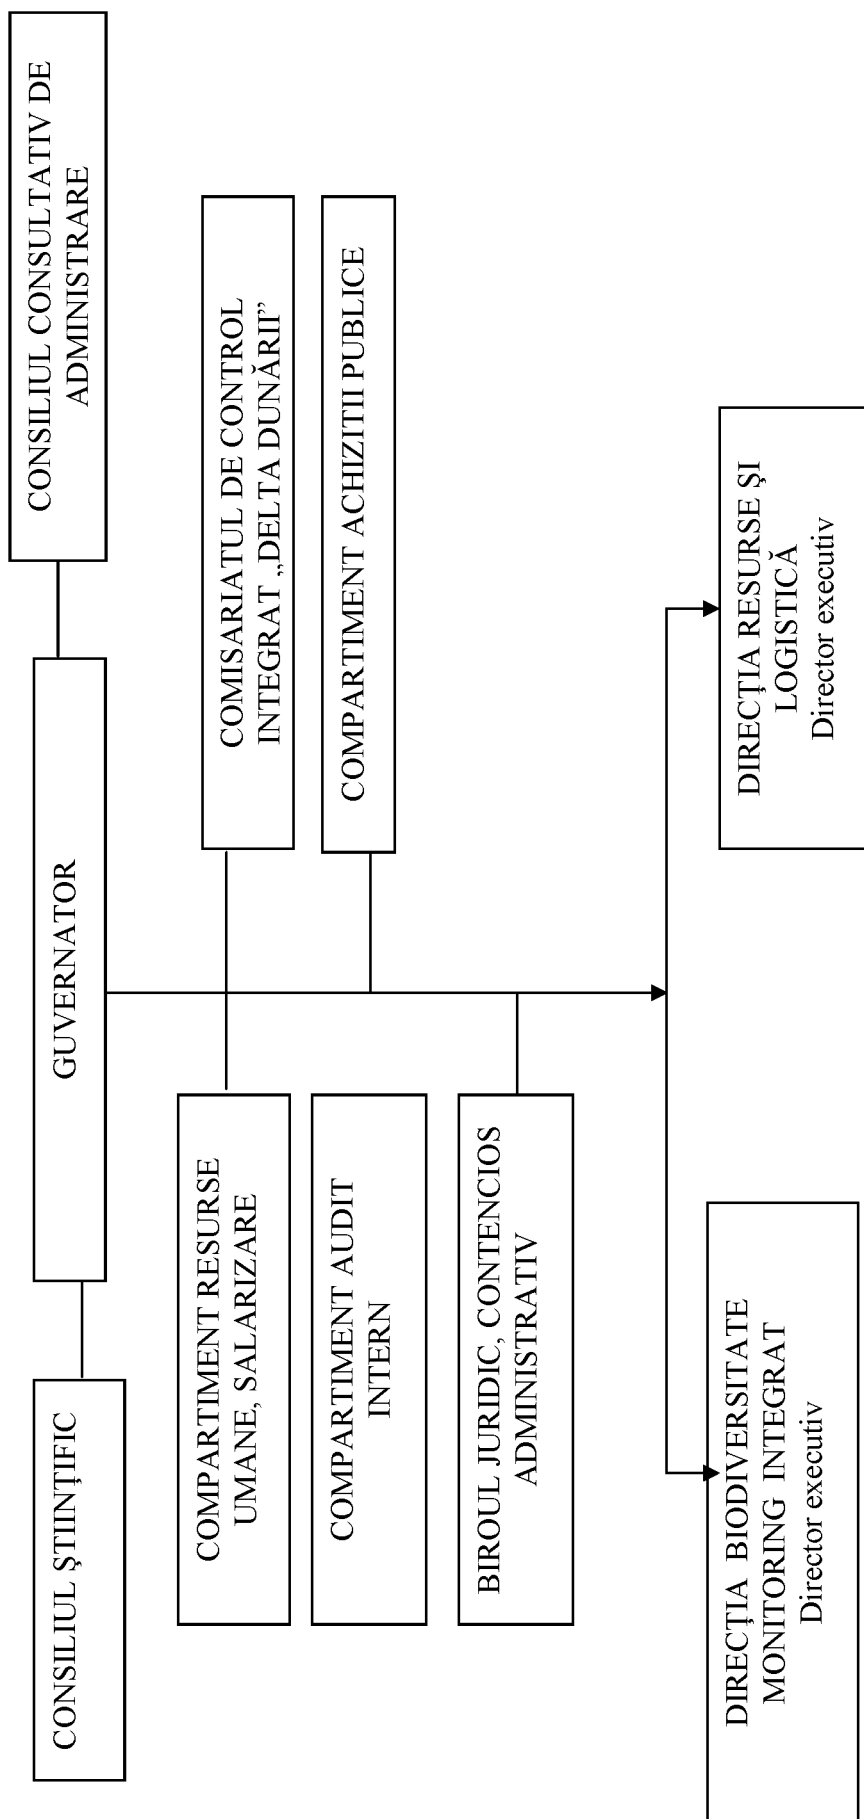 CONSILIUL ŞTIINŢIFIC
GUVERNATOR
CONSILIUL CONSULTATIV DE
ADMINISTRARE
COMPARTIMENT RESURSE
UMANE, SALARIZARE
COMISARIATUL DE CONTROL
INTEGRAT „DELTA DUNĂRII”
COMPARTIMENT AUDIT
INTERN
COMPARTIMENT ACHIZITII PUBLICE
BIROUL JURIDIC, CONTENCIOS
ADMINISTRATIV
DIRECŢIA BIODIVERSITATE
MONITORING INTEGRAT
Director executiv
DIRECŢIA RESURSE ŞI
LOGISTICĂ
Director executiv